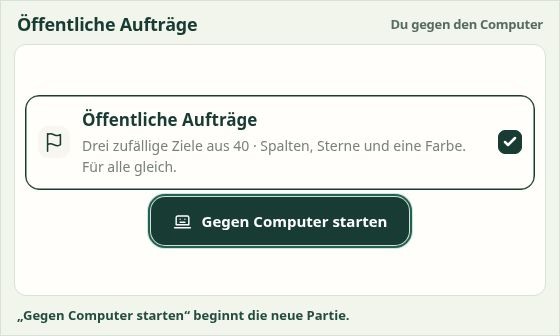 Öffentliche Aufträge
Du gegen den Computer
Öffentliche Aufträge
Drei zufällige Ziele aus 40 · Spalten, Sterne und eine Farbe.
Für alle gleich.
Gegen Computer starten
„Gegen Computer starten“ beginnt die neue Partie.